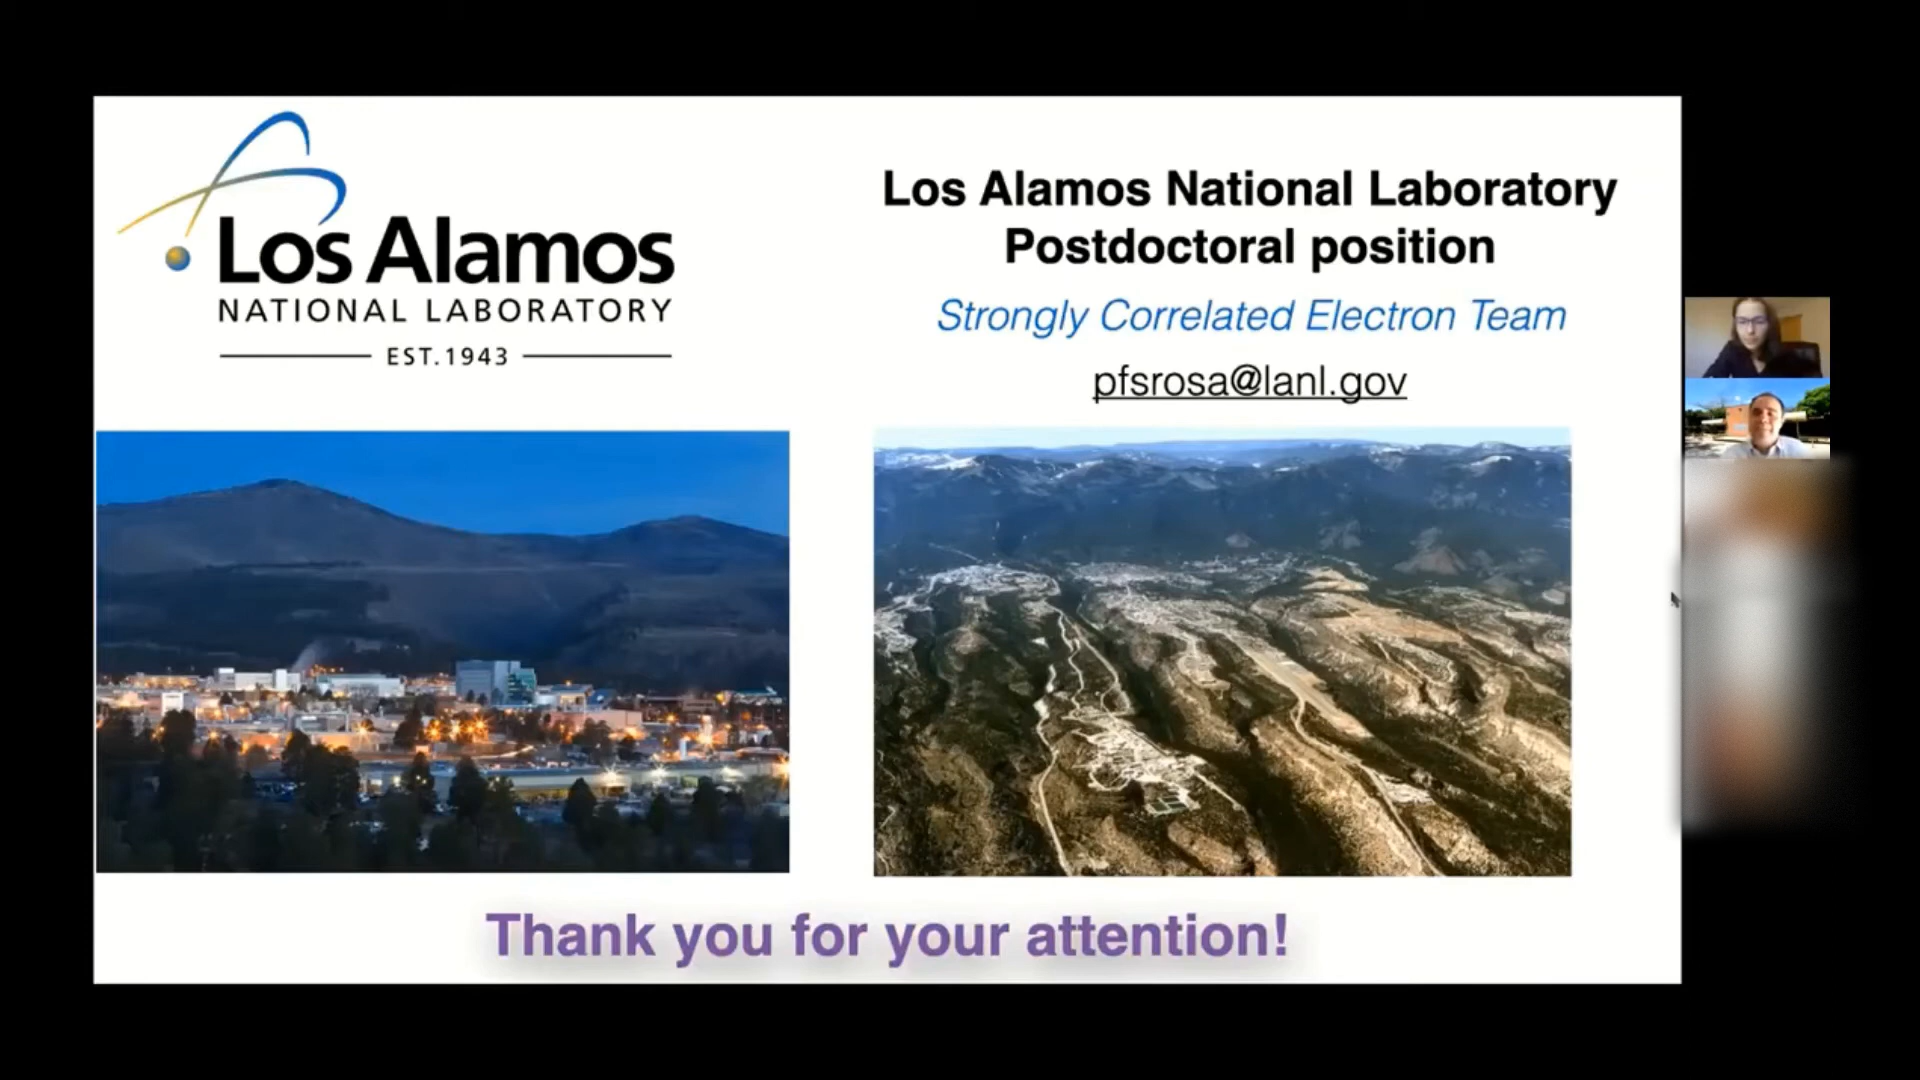 Los Alamos
NATIONAL LABORATORY
EST.1943
Los Alamos National Laboratory
Postdoctoral position
Strongly Correlated Electron Team
pfsrosa@lanl.gov
Thank you for your attention!